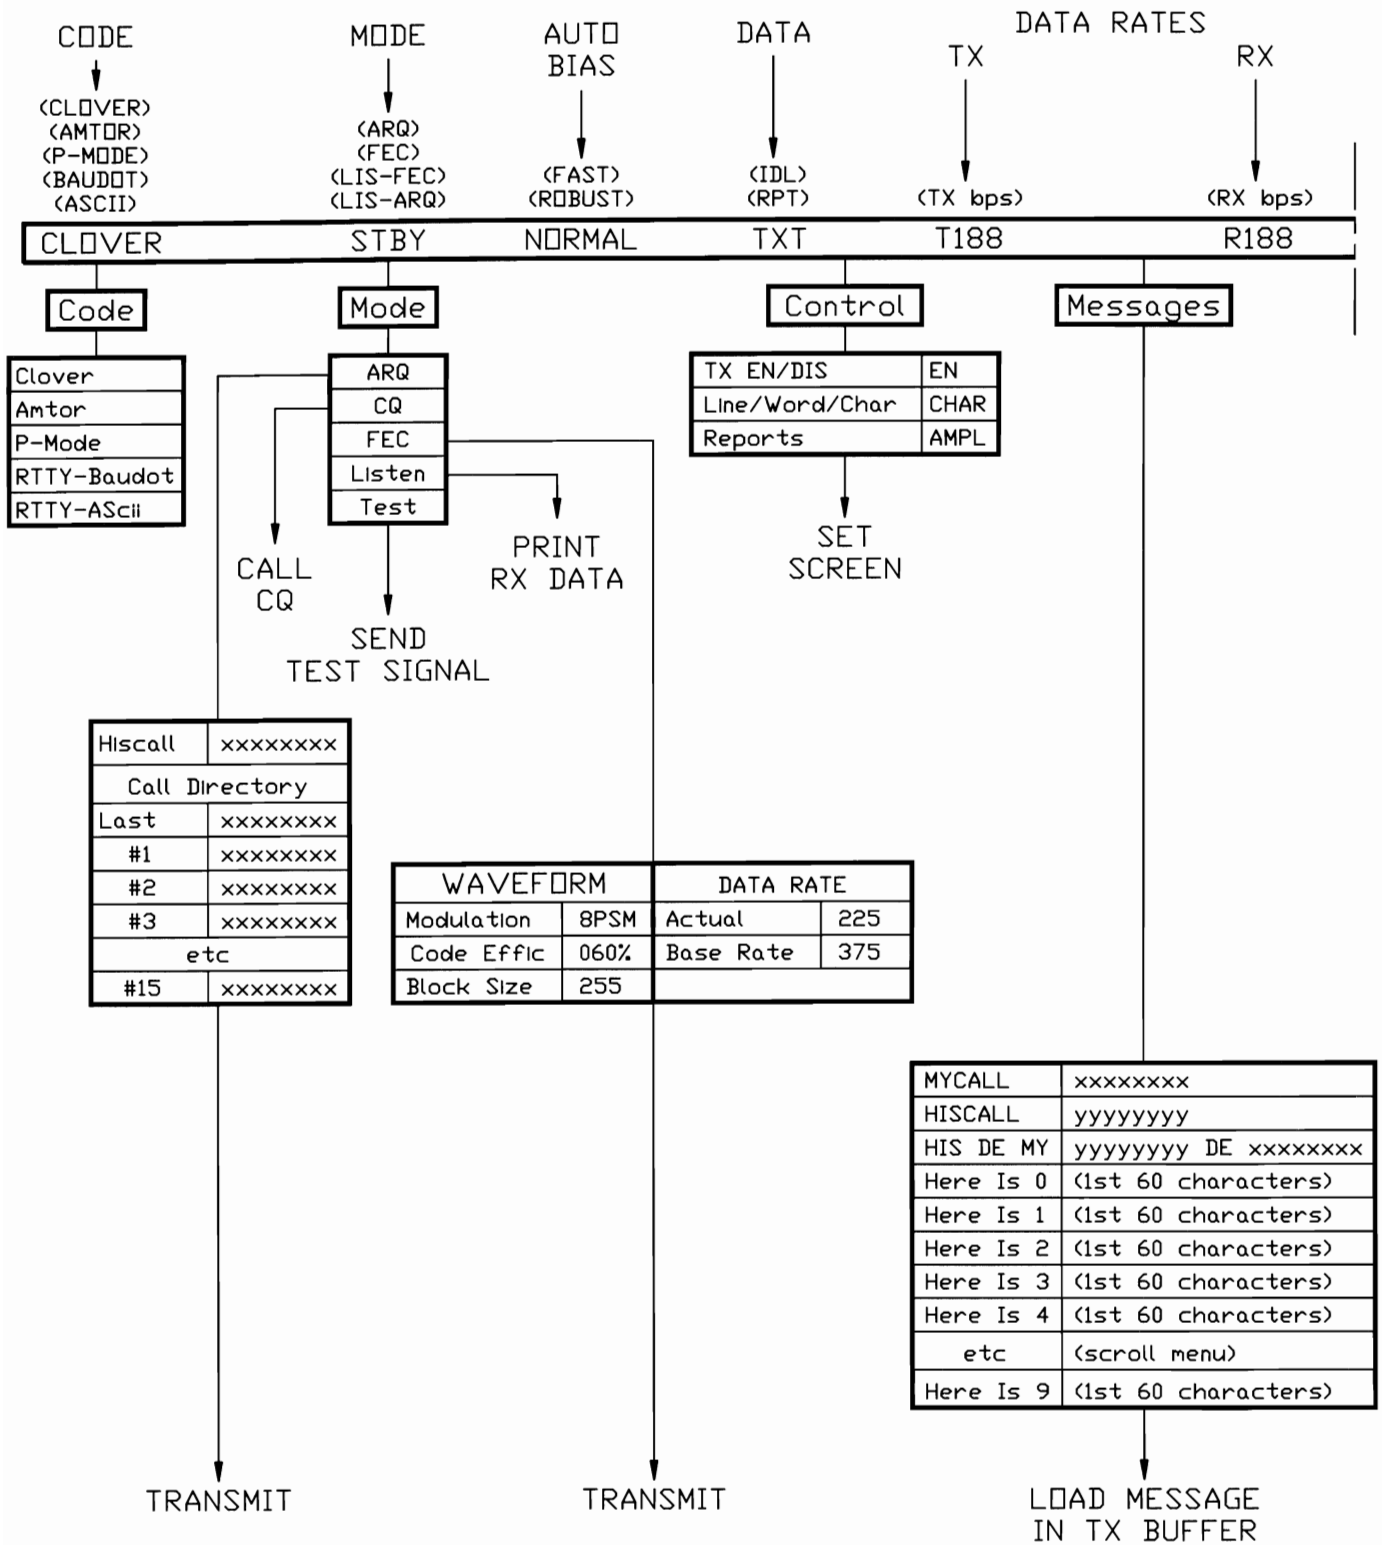 CODE MODE AUTO BIAS DATA DATA RATES
TX RX
(CLOVER)
(AMTOR)
(P-MODE)
(BAUDOT)
(ASCII)
(ARQ)
(FEC)
(LIS-FEC)
(LIS-ARQ)
(FAST)
(ROBUST)
(IDL)
(RPT)
(TX bps)
(RX bps)
CLOVER STBY NORMAL TXT T188 R188
Code
Clover
Amtor
P-Mode
RTTY-Baudot
RTTY-AScii
Mode
ARQ
CQ
FEC
Listen
Test
CALL
CQ
SEND
TEST SIGNAL
PRINT
RX DATA
Control
TX EN/DIS EN
Line/Word/Char CHAR
Reports AMPL
SET
SCREEN
Messages
Hiscall xxxxxxxx
Call Directory
Last xxxxxxxx
#1 xxxxxxxx
#2 xxxxxxxx
#3 xxxxxxxx
etc
#15 xxxxxxxx
TRANSMIT
WAVEFORM DATA RATE
Modulation 8PSM Actual 225
Code Effic 060% Base Rate 375
Block Size 255
TRANSMIT
MYCALL xxxxxxxx
HISCALL yyyyyyyy
HIS DE MY yyyyyyyy DE xxxxxxxx
Here Is 0 (1st 60 characters)
Here Is 1 (1st 60 characters)
Here Is 2 (1st 60 characters)
Here Is 3 (1st 60 characters)
Here Is 4 (1st 60 characters)
etc (scroll menu)
Here Is 9 (1st 60 characters)
LOAD MESSAGE
IN TX BUFFER